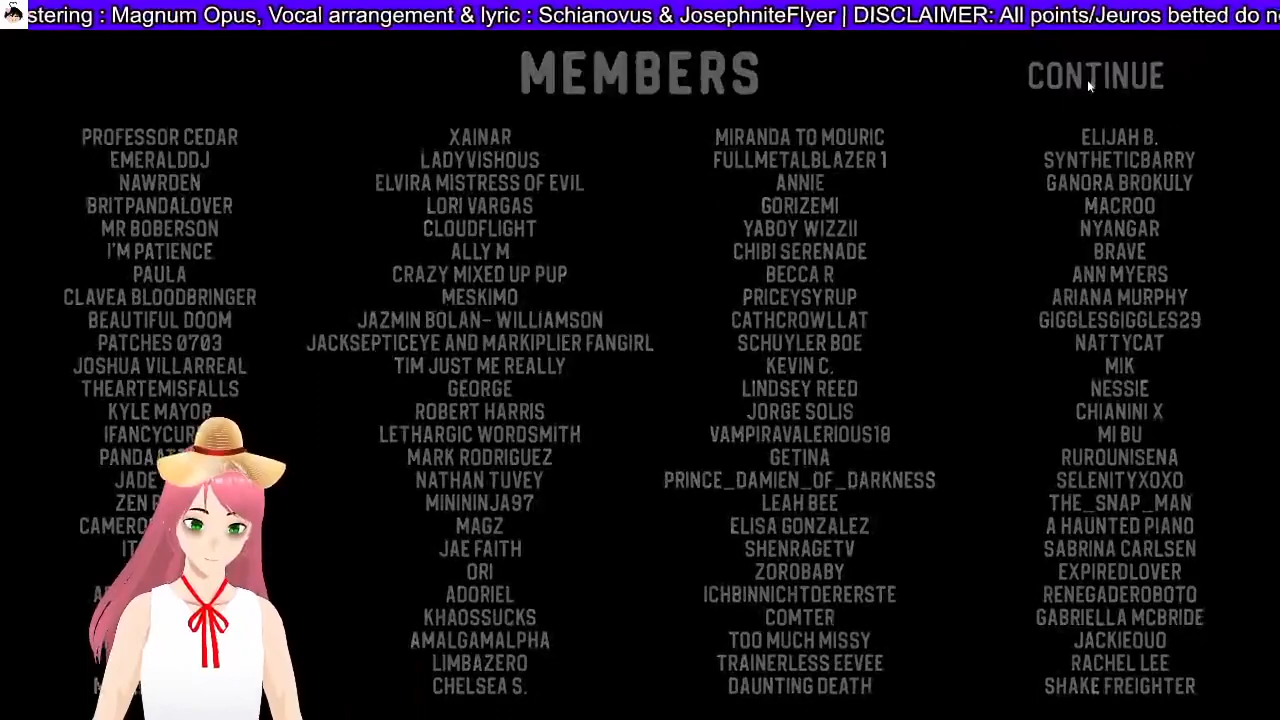 stering : Magnum Opus, Vocal arrangement & lyric : Schianovus & JosephniteFlyer | DISCLAIMER: All points/Jeuros betted do n
MEMBERS
CONTINUE
PROFESSOR CEDAR
EMERALDDJ
NAWRDEN
BRITPANDALOVER
MR BOBERSON
I'M PATIENCE
PAULA
CLAVEA BLOODBRINGER
BEAUTIFUL DOOM
PATCHES 0703
JOSHUA VILLARREAL
THEARTEMISFALLS
KYLE MAYOR
IFANCYCUR
PANDA
JADE
ZEN
XAINAR
LADYVISHOUS
ELVIRA MISTRESS OF EVIL
LORI VARGAS
CLOUDFLIGHT
ALLY M
CRAZY MIXED UP PUP
MESKIMO
JAZMIN BOLAN- WILLIAMSON
JACKSEPTICEYE AND MARKIPLIER FANGIRL
TIM JUST ME REALLY
GEORGE
ROBERT HARRIS
LETHARGIC WORDSMITH
MARK RODRIGUEZ
NATHAN TUVEY
MINININJA97
MAGZ
JAE FAITH
ORI
ADORIEL
KHAOSSUCKS
AMALGAMALPHA
LIMBAZERO
CHELSEA S.
MIRANDA TO MOURIC
FULLMETALBLAZER 1
ANNIE
GORIZEMI
YABOY WIZZII
CHIBI SERENADE
BECCA R
PRICEYSYRUP
CATHCROWLLAT
SCHUYLER BOE
KEVIN C.
LINDSEY REED
JORGE SOLIS
VAMPIRAVALERIOUS18
GETINA
PRINCE_DAMIEN_OF_DARKNESS
LEAH BEE
ELISA GONZALEZ
SHENRAGETV
ZOROBABY
ICHBINNICHTDERERSTE
COMTER
TOO MUCH MISSY
TRAINERLESS EEVEE
DAUNTING DEATH
ELIJAH B.
SYNTHETICBARRY
GANORA BROKULY
MACROO
NYANGAR
BRAVE
ANN MYERS
ARIANA MURPHY
GIGGLESGIGGLES29
NATTYCAT
MIK
NESSIE
CHIANINI X
MI BU
RUROUNISENA
SELENITYXOXO
THE_SNAP_MAN
A HAUNTED PIANO
SABRINA CARLSEN
EXPIREDLOVER
RENEGADEROBOTO
GABRIELLA MCBRIDE
JACKIEOUO
RACHEL LEE
SHAKE FREIGHTER